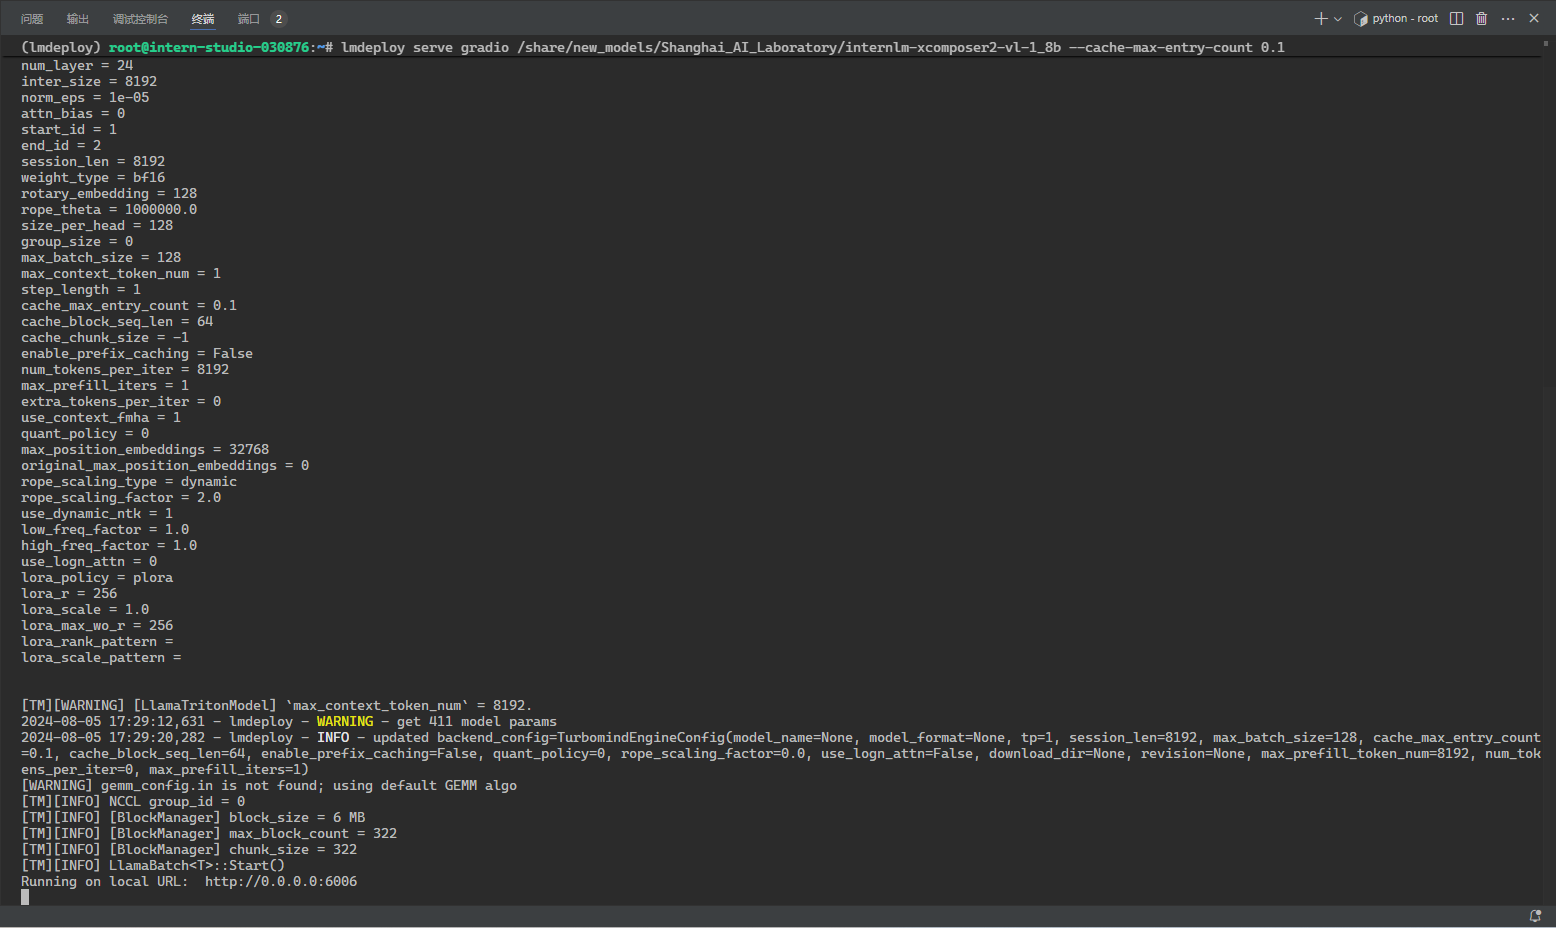 问题 输出 调试控制台 终端 端口 2 python - root
(lmdeploy) root@intern-studio-030876:~# lmdeploy serve gradio /share/new_models/Shanghai_AI_Laboratory/internlm-xcomposer2-vl-1_8b --cache-max-entry-count 0.1
num_layer = 24
inter_size = 8192
norm_eps = 1e-05
attn_bias = 0
start_id = 1
end_id = 2
session_len = 8192
weight_type = bf16
rotary_embedding = 128
rope_theta = 1000000.0
size_per_head = 128
group_size = 0
max_batch_size = 128
max_context_token_num = 1
step_length = 1
cache_max_entry_count = 0.1
cache_block_seq_len = 64
cache_chunk_size = -1
enable_prefix_caching = False
num_tokens_per_iter = 8192
max_prefill_iters = 1
extra_tokens_per_iter = 0
use_context_fmha = 1
quant_policy = 0
max_position_embeddings = 32768
original_max_position_embeddings = 0
rope_scaling_type = dynamic
rope_scaling_factor = 2.0
use_dynamic_ntk = 1
low_freq_factor = 1.0
high_freq_factor = 1.0
use_logn_attn = 0
lora_policy = plora
lora_r = 256
lora_scale = 1.0
lora_max_wo_r = 256
lora_rank_pattern =
lora_scale_pattern =
[TM][WARNING] [LlamaTritonModel] `max_context_token_num` = 8192.
2024-08-05 17:29:12,631 - lmdeploy - WARNING - get 411 model params
2024-08-05 17:29:20,282 - lmdeploy - INFO - updated backend_config=TurbomindEngineConfig(model_name=None, model_format=None, tp=1, session_len=8192, max_batch_size=128, cache_max_entry_count
=0.1, cache_block_seq_len=64, enable_prefix_caching=False, quant_policy=0, rope_scaling_factor=0.0, use_logn_attn=False, download_dir=None, revision=None, max_prefill_token_num=8192, num_tok
ens_per_iter=0, max_prefill_iters=1)
[WARNING] gemm_config.in is not found; using default GEMM algo
[TM][INFO] NCCL group_id = 0
[TM][INFO] [BlockManager] block_size = 6 MB
[TM][INFO] [BlockManager] max_block_count = 322
[TM][INFO] [BlockManager] chunk_size = 322
[TM][INFO] LlamaBatch<T>::Start()
Running on local URL:  http://0.0.0.0:6006